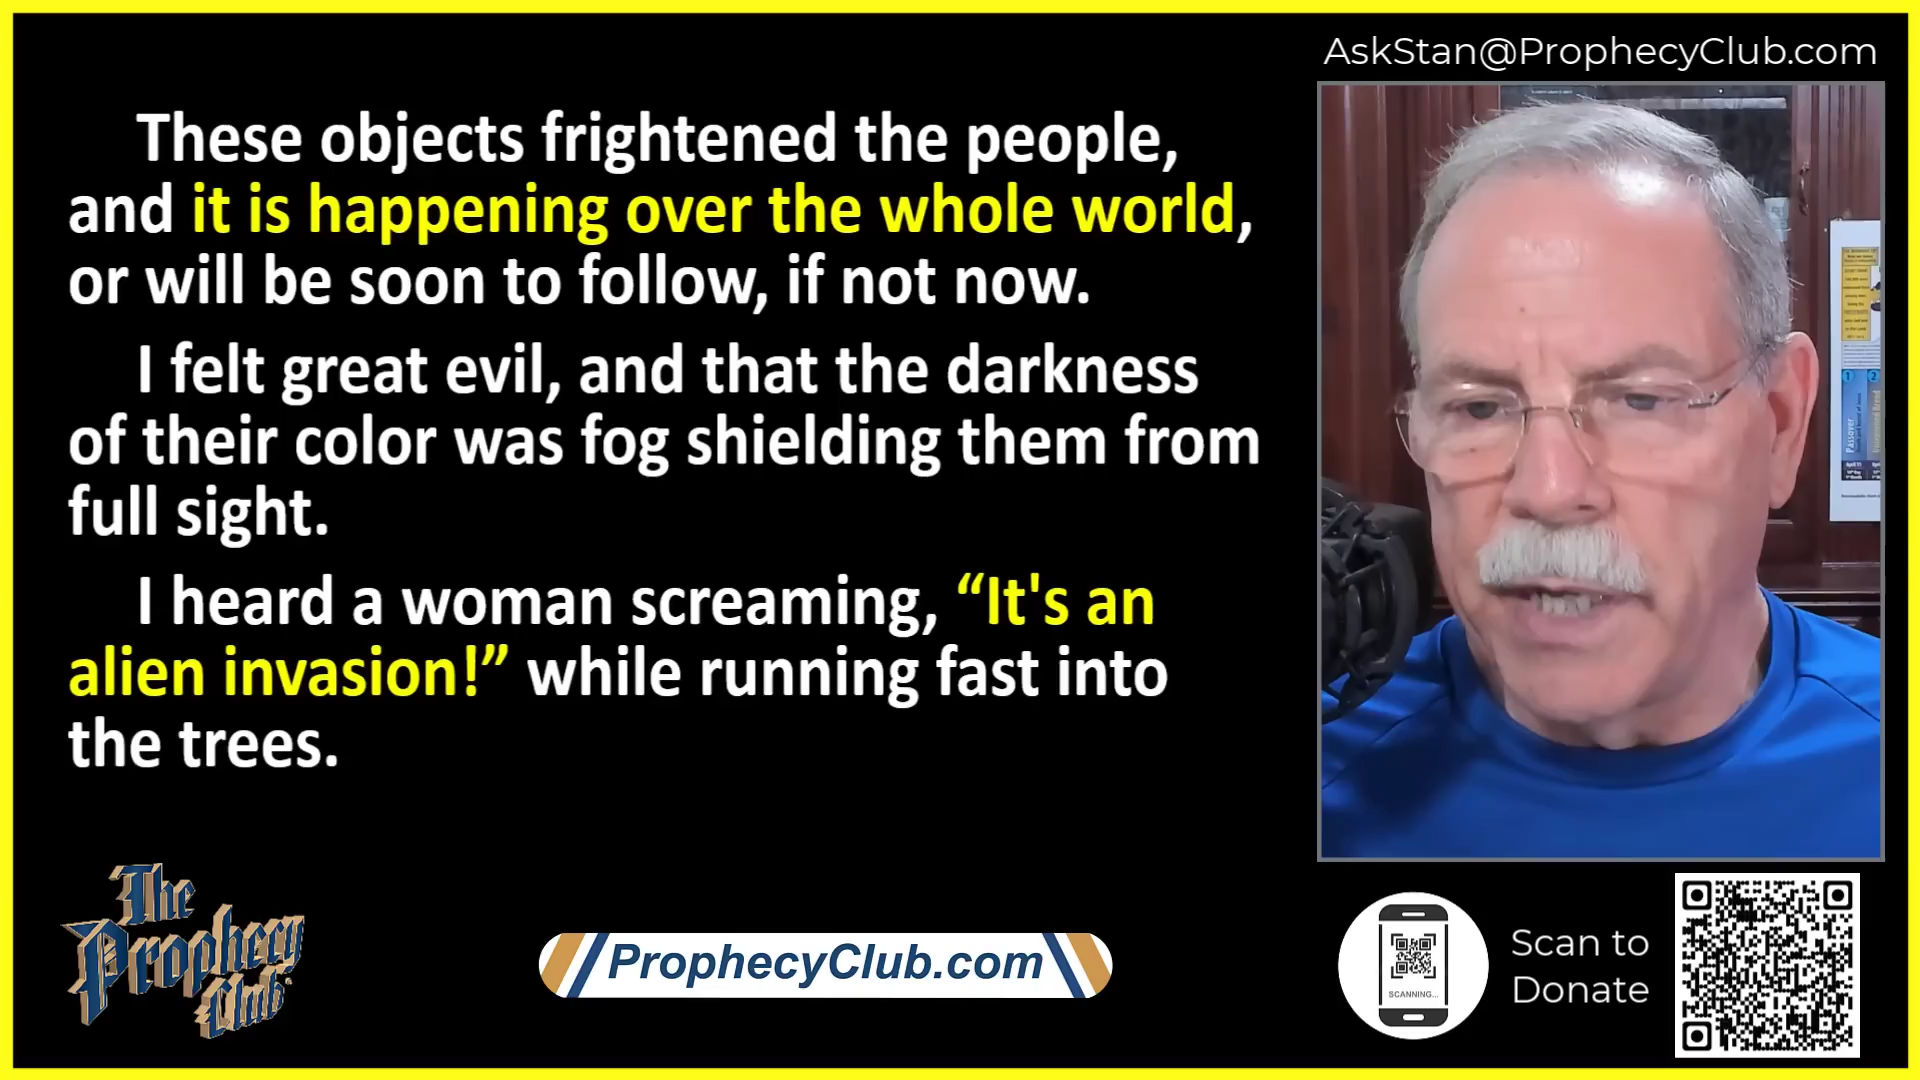 AskStan@ProphecyClub.com
These objects frightened the people,
and it is happening over the whole world,
or will be soon to follow, if not now.
I felt great evil, and that the darkness
of their color was fog shielding them from
full sight.
I heard a woman screaming, “It's an
alien invasion!” while running fast into
the trees.
The
Prophecy
Club
ProphecyClub.com
SCANNING...
Scan to
Donate
1 2
Passover